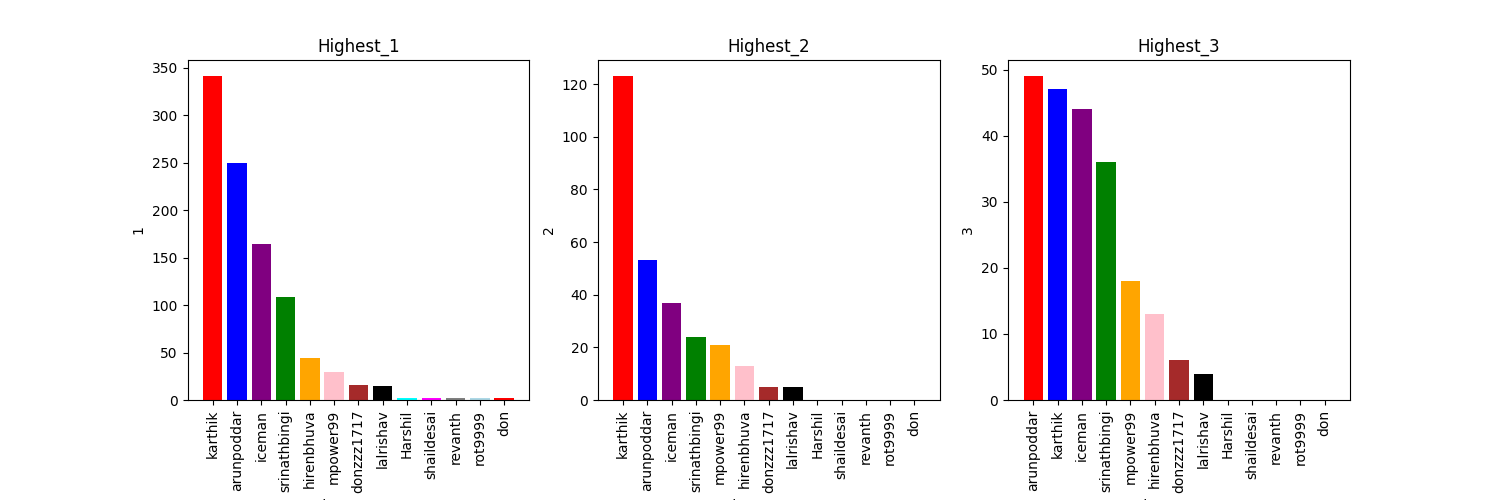 Highest_1
1
350
300
250
200
150
100
50
0
karthik
arunpoddar
iceman
srinathbingi
hirenbhuva
mpower99
donzzz1717
lalrishav
Harshil
shaildesai
revanth
rot9999
don
Highest_2
2
120
100
80
60
40
20
0
karthik
arunpoddar
iceman
srinathbingi
mpower99
hirenbhuva
donzzz1717
lalrishav
Harshil
shaildesai
revanth
rot9999
don
Highest_3
3
50
40
30
20
10
0
arunpoddar
karthik
iceman
srinathbingi
mpower99
hirenbhuva
donzzz1717
lalrishav
Harshil
shaildesai
revanth
rot9999
don